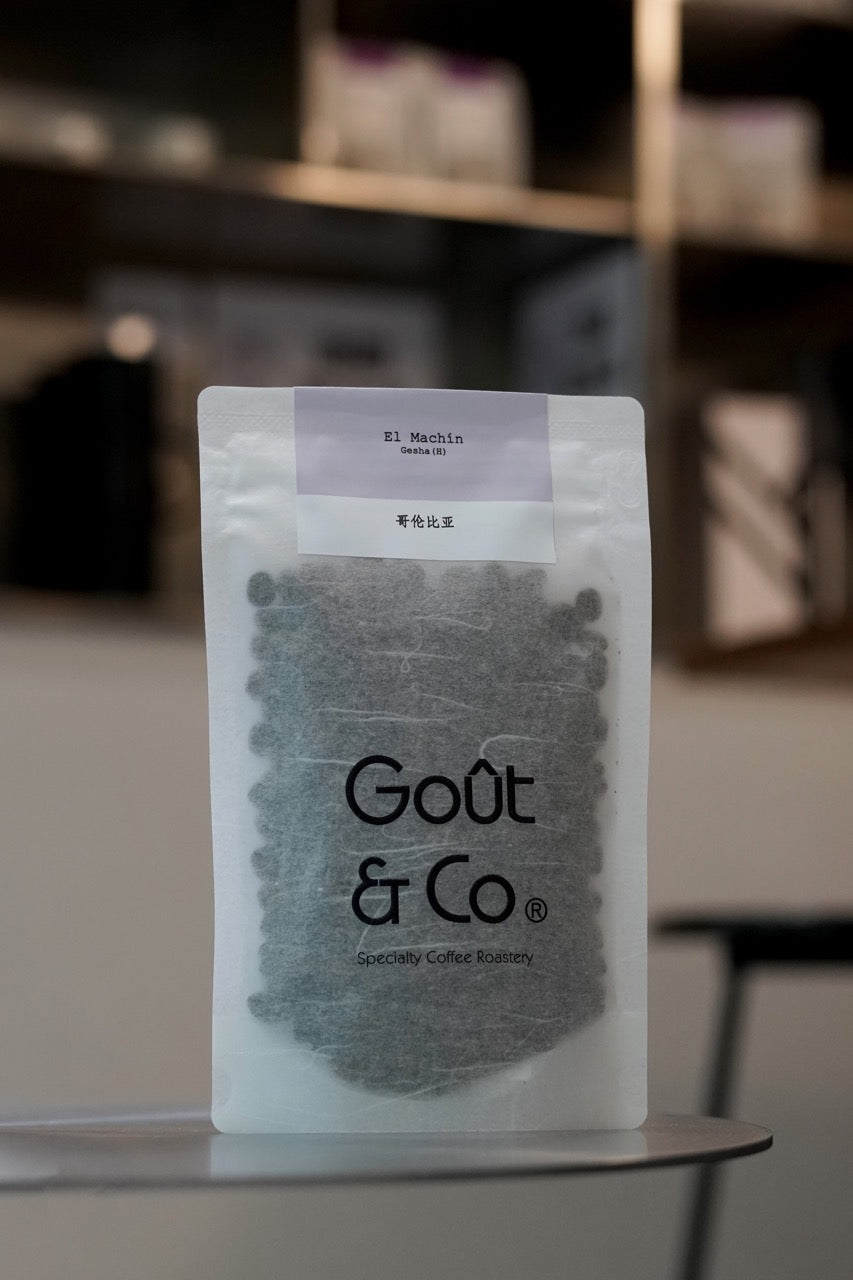 El Machín
Gesha(H)
哥伦比亚
Goût
& Co®
Specialty Coffee Roastery